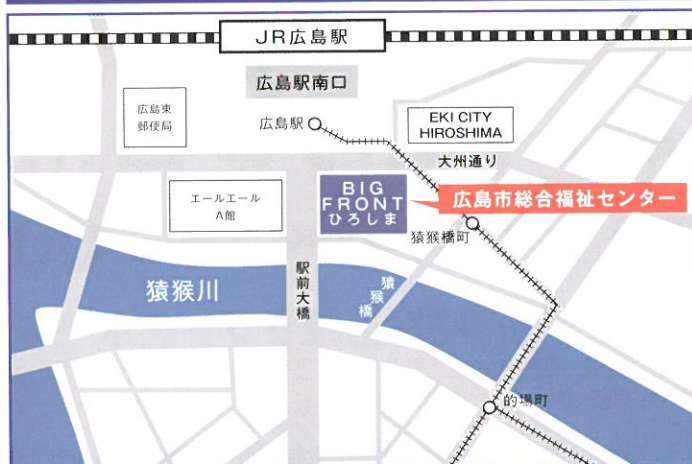 JR広島駅
広島駅南口
広島東
郵便局
広島駅
EKI CITY
HIROSHIMA
大州通り
エールエール
A館
BIG
FRONT
ひろしま
広島市総合福祉センター
猿猴橋町
駅前大橋
猿猴橋
猿猴川
的場町